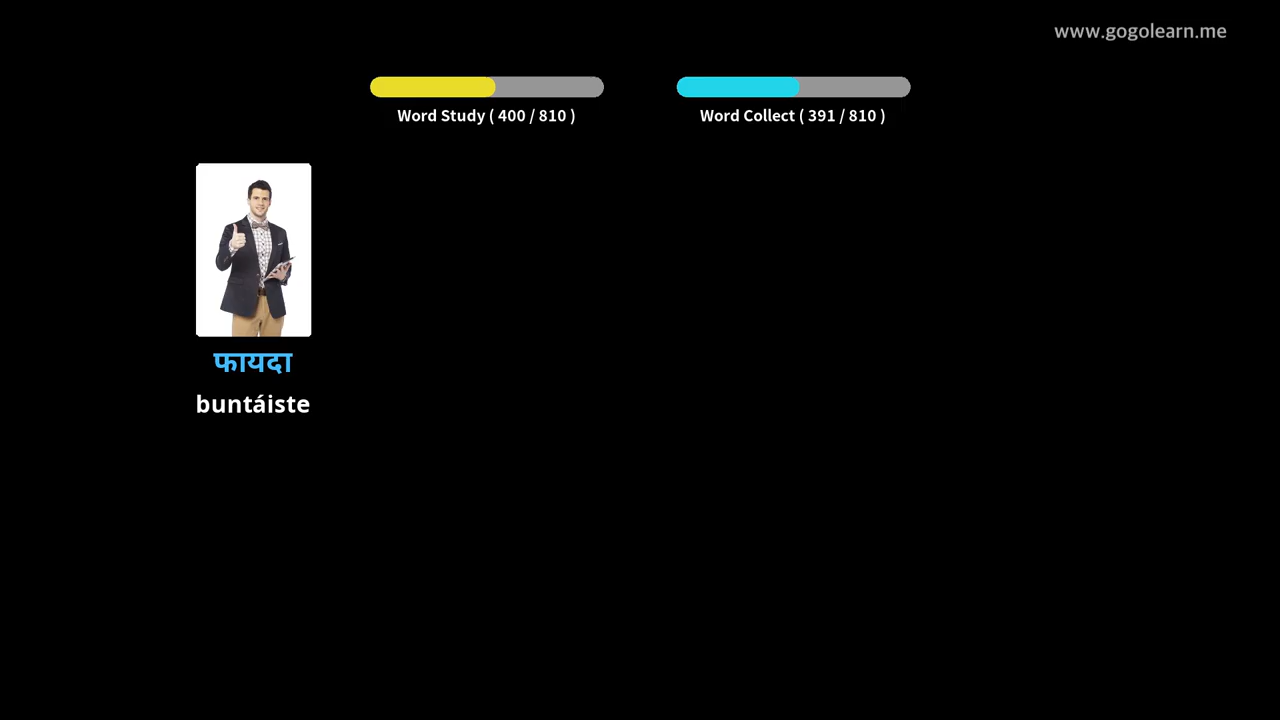 www.gogolearn.me
Word Study ( 400 / 810 )
Word Collect ( 391 / 810 )
फायदा
buntáiste